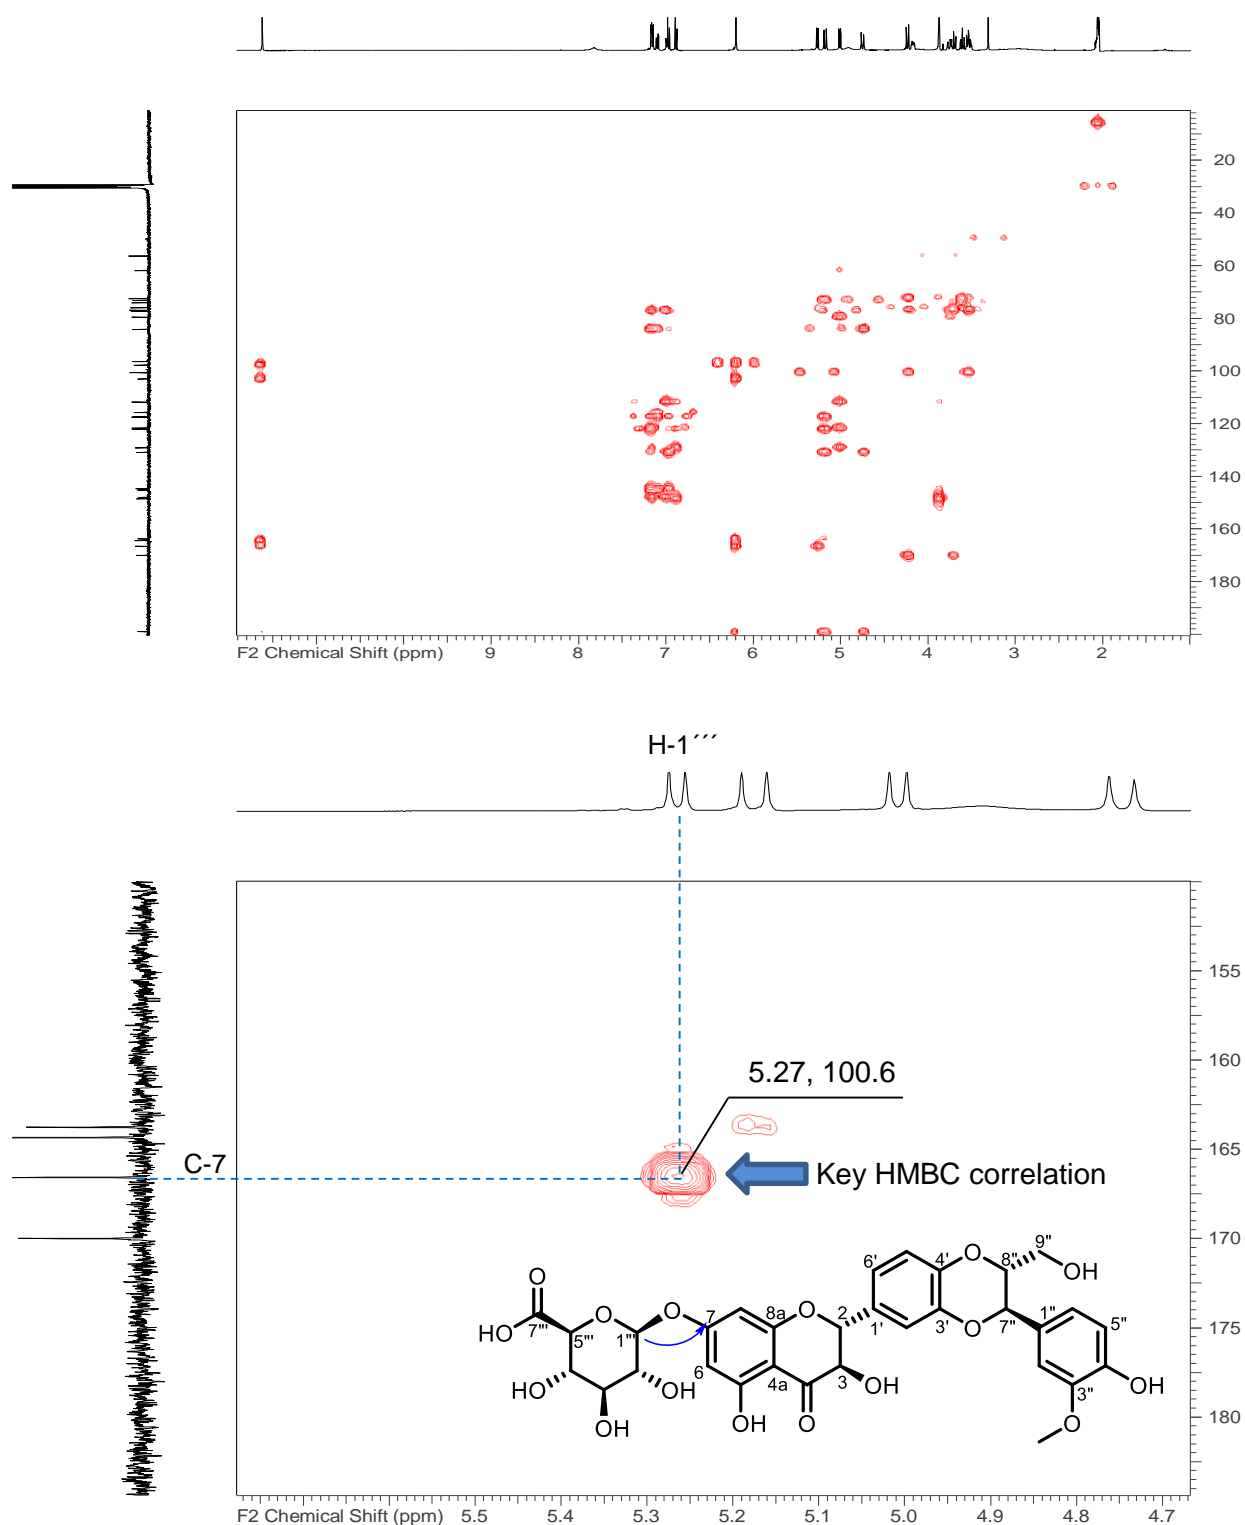 20
40
60
80
100
120
140
160
180
F2 Chemical Shift (ppm) 9 8 7 6 5 4 3 2
H-1´´´
155
160
5.27, 100.6
165
C-7
Key HMBC correlation
170
175
180
O
HO
7'''
O
5'''
1'''
O
HO
OH
OH
7
6
8a
4a
OH
O
O
2
3
OH
1'
6'
4'
3'
O
O
8"
7"
9"
OH
1"
5"
3"
OH
O
F2 Chemical Shift (ppm) 5.5 5.4 5.3 5.2 5.1 5.0 4.9 4.8 4.7